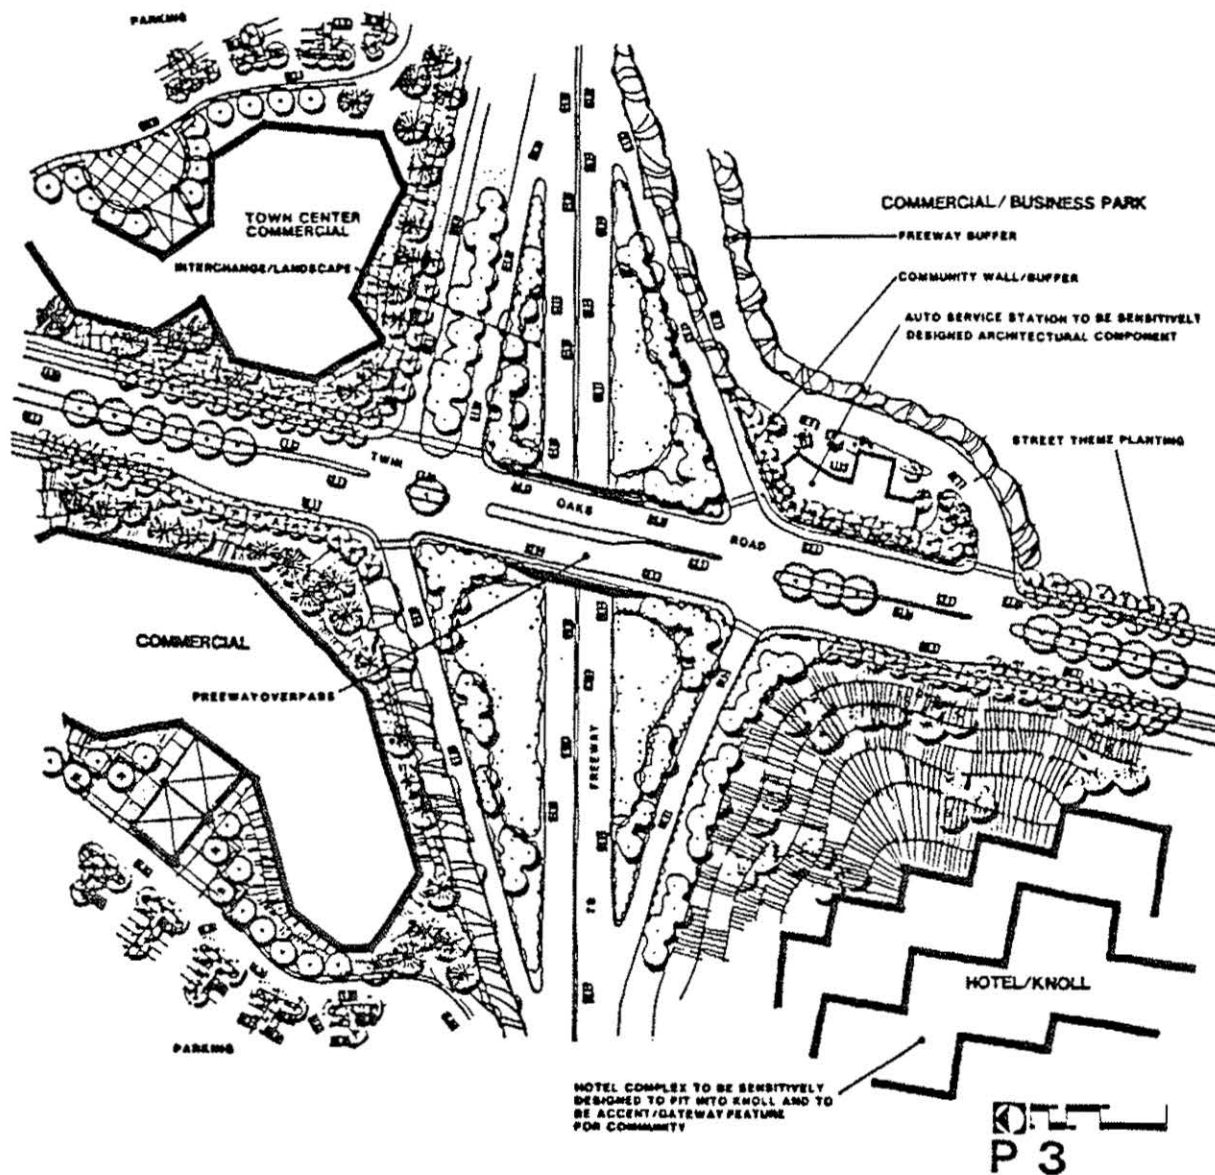 PARKING
TOWN CENTER
COMMERCIAL
INTERCHANGE/LANDSCAPE
COMMERCIAL/BUSINESS PARK
FREEWAY BUFFER
COMMUNITY WALL/BUFFER
AUTO SERVICE STATION TO BE SENSITIVELY
DESIGNED ARCHITECTURAL COMPONENT
STREET THEME PLANTING
TWIN
OAKS
ROAD
COMMERCIAL
FREEWAY OVERPASS
FREEWAY
78
HOTEL/KNOLL
PARKING
HOTEL COMPLEX TO BE SENSITIVELY
DESIGNED TO FIT INTO KNOLL AND TO
BE ACCENT/GATEWAY FEATURE
FOR COMMUNITY
P 3